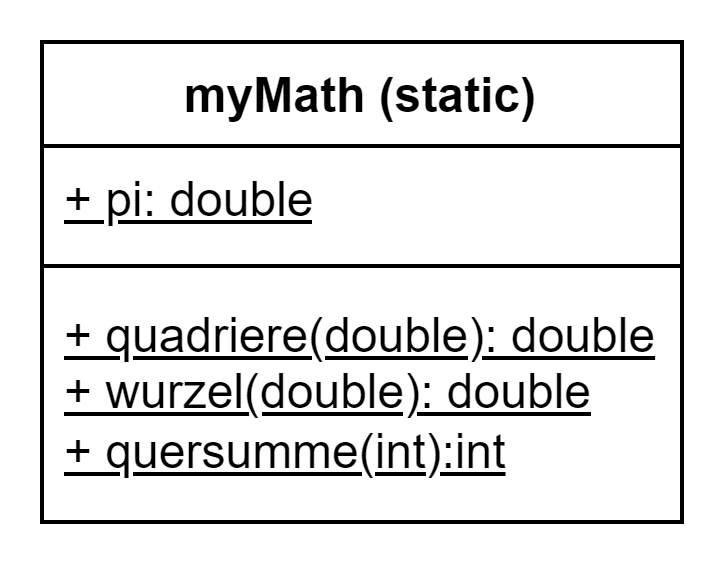 myMath (static)
+ pi: double
+ quadriere(double): double
+ wurzel(double): double
+ quersumme(int):int